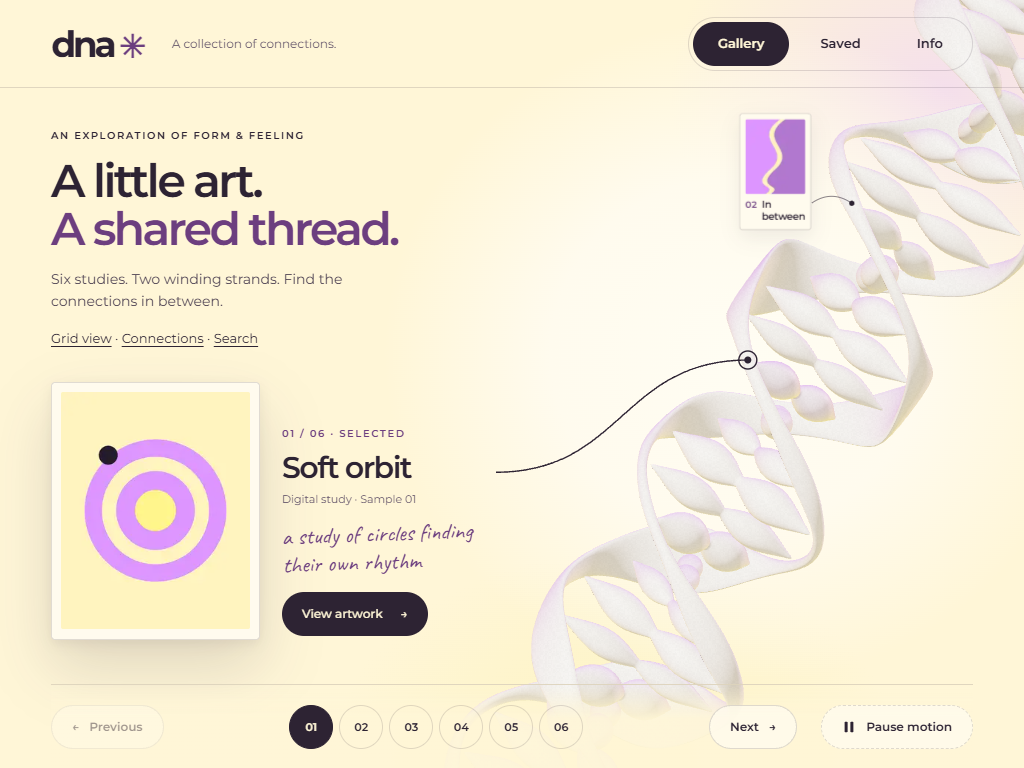 dna
A collection of connections.
Gallery
Saved
Info
AN EXPLORATION OF FORM & FEELING
A little art.
A shared thread.
Six studies. Two winding strands. Find the
connections in between.
Grid view · Connections · Search
02 In
between
01 / 06 · SELECTED
Soft orbit
Digital study · Sample 01
a study of circles finding
their own rhythm
View artwork →
← Previous
01
02
03
04
05
06
Next →
Pause motion